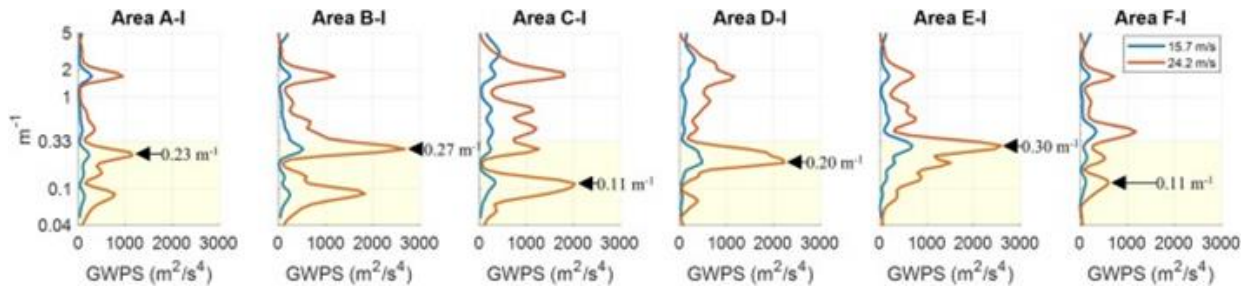 Area A-I Area B-I Area C-I Area D-I Area E-I Area F-I
5
2
1
0.33
0.1
0.04
m⁻¹
15.7 m/s
24.2 m/s
0.23 m⁻¹
0.27 m⁻¹
0.11 m⁻¹
0.20 m⁻¹
0.30 m⁻¹
0.11 m⁻¹
0 1000 2000 3000 0 1000 2000 3000 0 1000 2000 3000 0 1000 2000 3000 0 1000 2000 3000 0 1000 2000 3000
GWPS (m²/s⁴) GWPS (m²/s⁴) GWPS (m²/s⁴) GWPS (m²/s⁴) GWPS (m²/s⁴) GWPS (m²/s⁴)